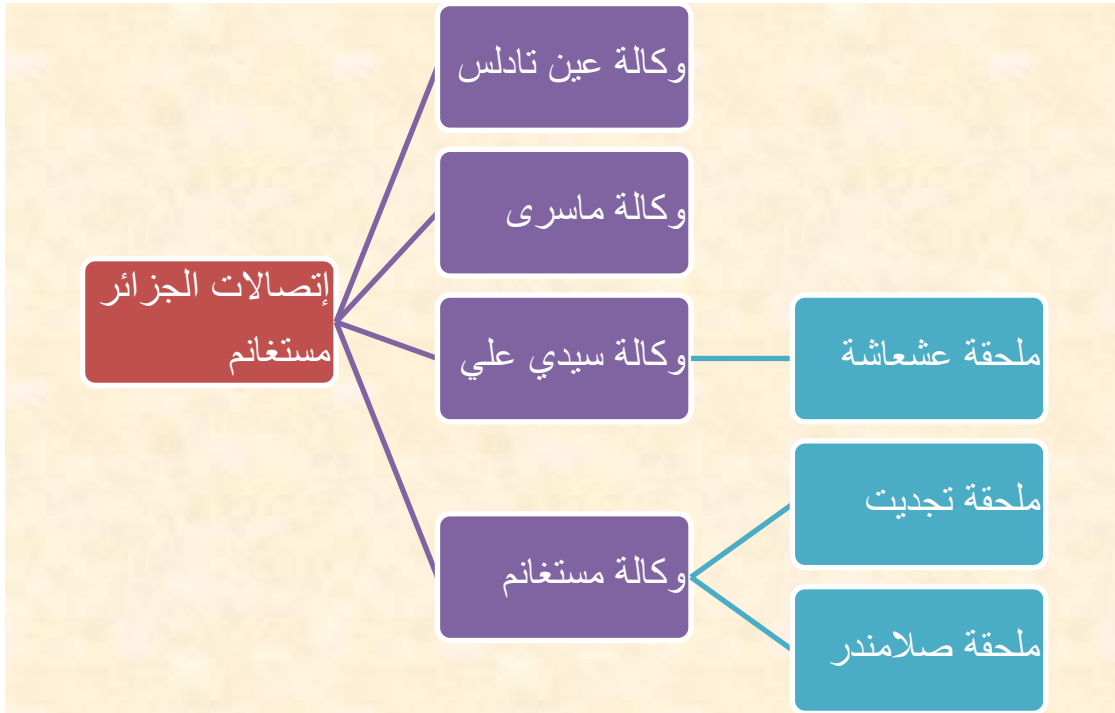 وكالة عين تادلس
وكالة ماسرى
إتصالات الجزائر
مستغانم
وكالة سيدي علي
ملحقة عشعاشة
ملحقة تجديت
وكالة مستغانم
ملحقة صلامندر